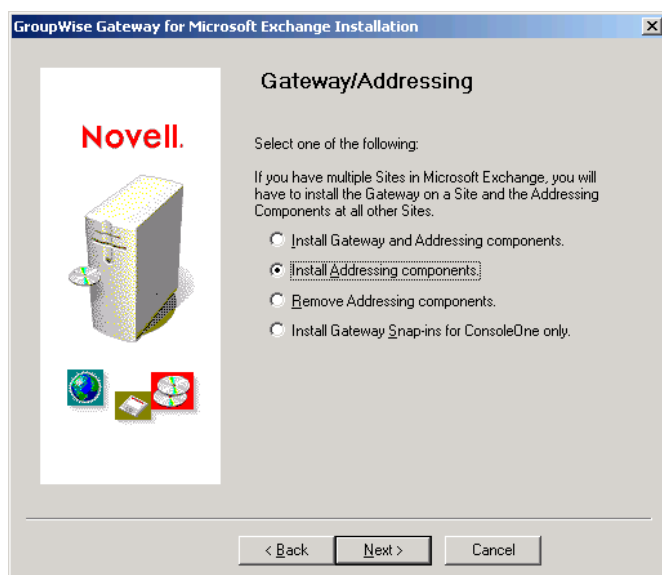 GroupWise Gateway for Microsoft Exchange Installation
Gateway/Addressing
Novell.
Select one of the following:
If you have multiple Sites in Microsoft Exchange, you will
have to install the Gateway on a Site and the Addressing
Components at all other Sites.
Install Gateway and Addressing components.
Install Addressing components.
Remove Addressing components.
Install Gateway Snap-ins for ConsoleOne only.
< Back
Next >
Cancel